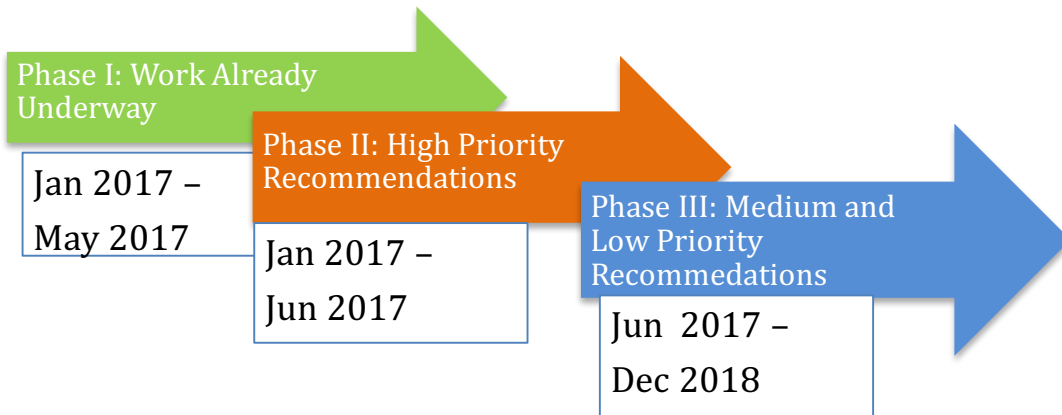 Phase I: Work Already
Underway
Jan 2017 –
May 2017
Phase II: High Priority
Recommendations
Jan 2017 –
Jun 2017
Phase III: Medium and
Low Priority
Recommedations
Jun  2017 –
Dec 2018